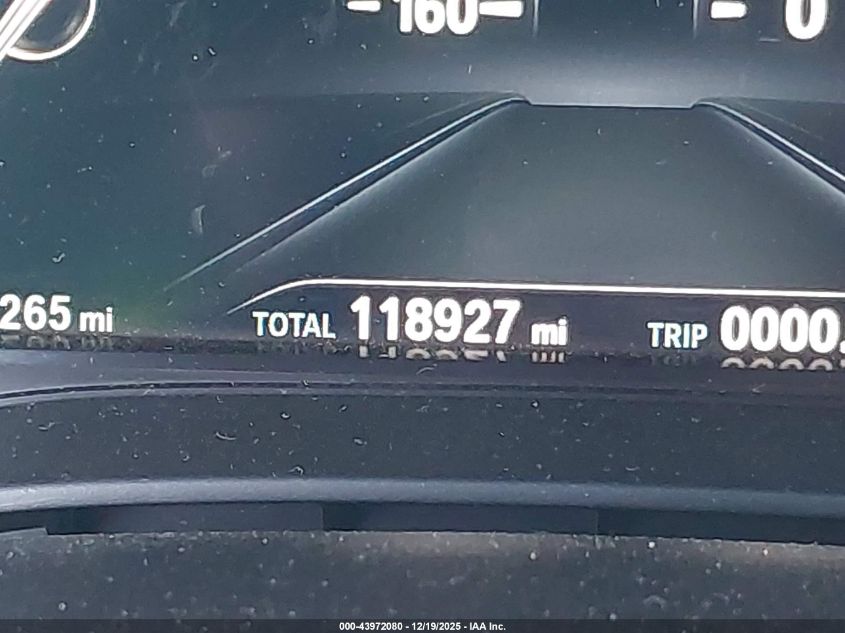 160 0
265 mi TOTAL 118927 mi TRIP 0000.
000-43972080 - 12/19/2025 - IAA Inc.